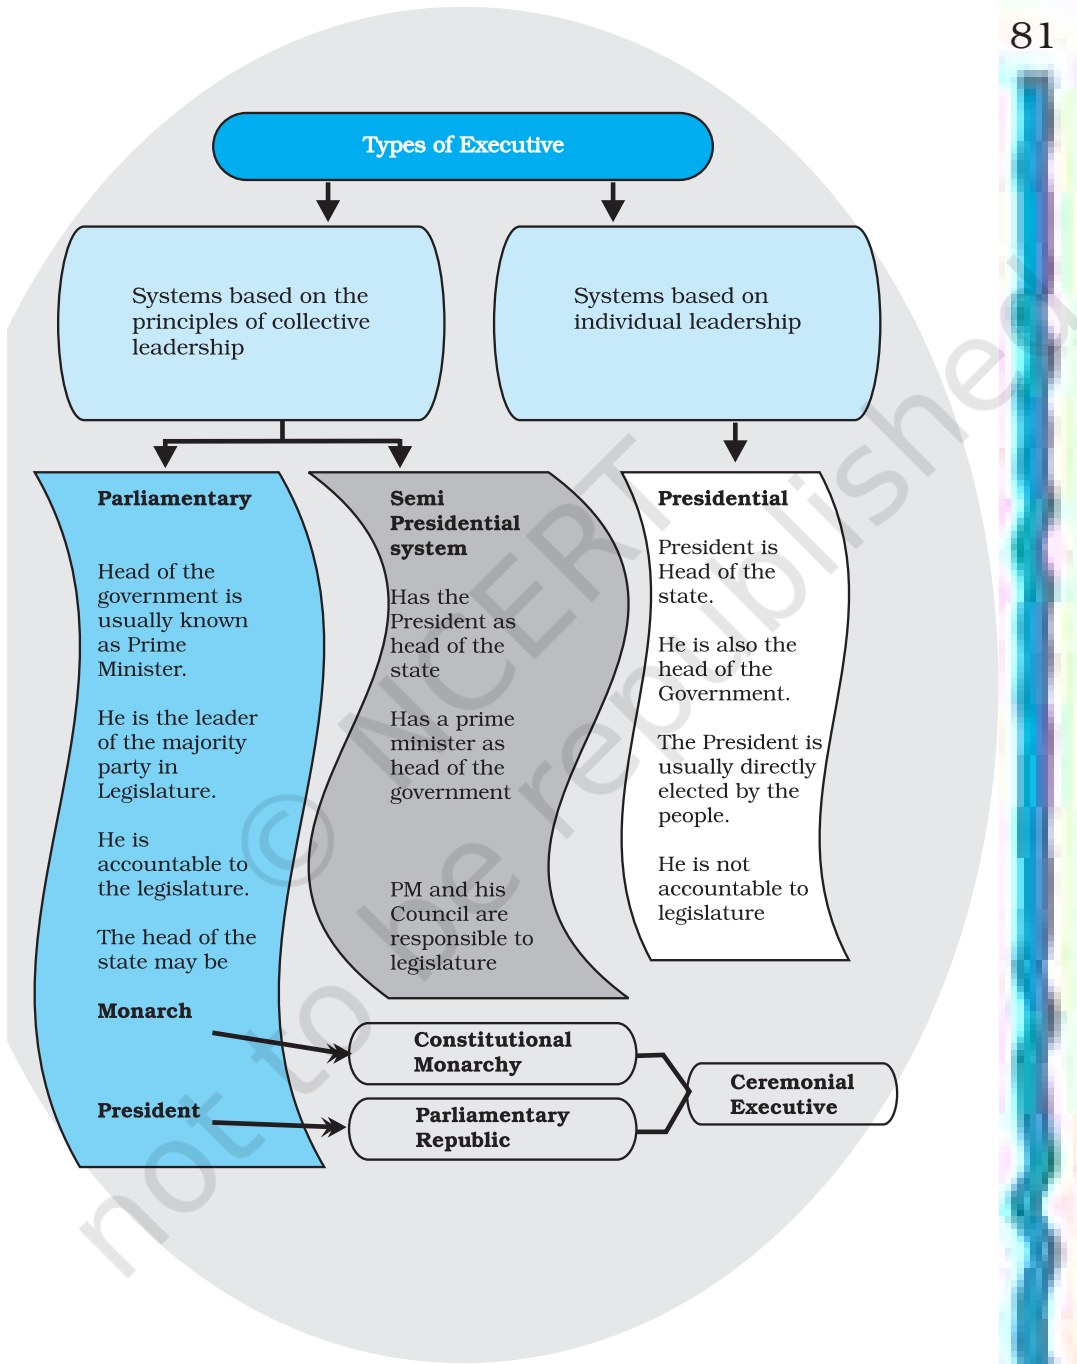 81
Types of Executive
Systems based on the
principles of collective
leadership
Systems based on
individual leadership
Parliamentary
Head of the
government is
usually known
as Prime
Minister.
He is the leader
of the majority
party in
Legislature.
He is
accountable to
the legislature.
The head of the
state may be
Monarch
President
Semi
Presidential
system
Has the
President as
head of the
state
Has a prime
minister as
head of the
government
PM and his
Council are
responsible to
legislature
Presidential
President is
Head of the
state.
He is also the
head of the
Government.
The President is
usually directly
elected by the
people.
He is not
accountable to
legislature
Constitutional
Monarchy
Parliamentary
Republic
Ceremonial
Executive
© NCERT
not to be republished